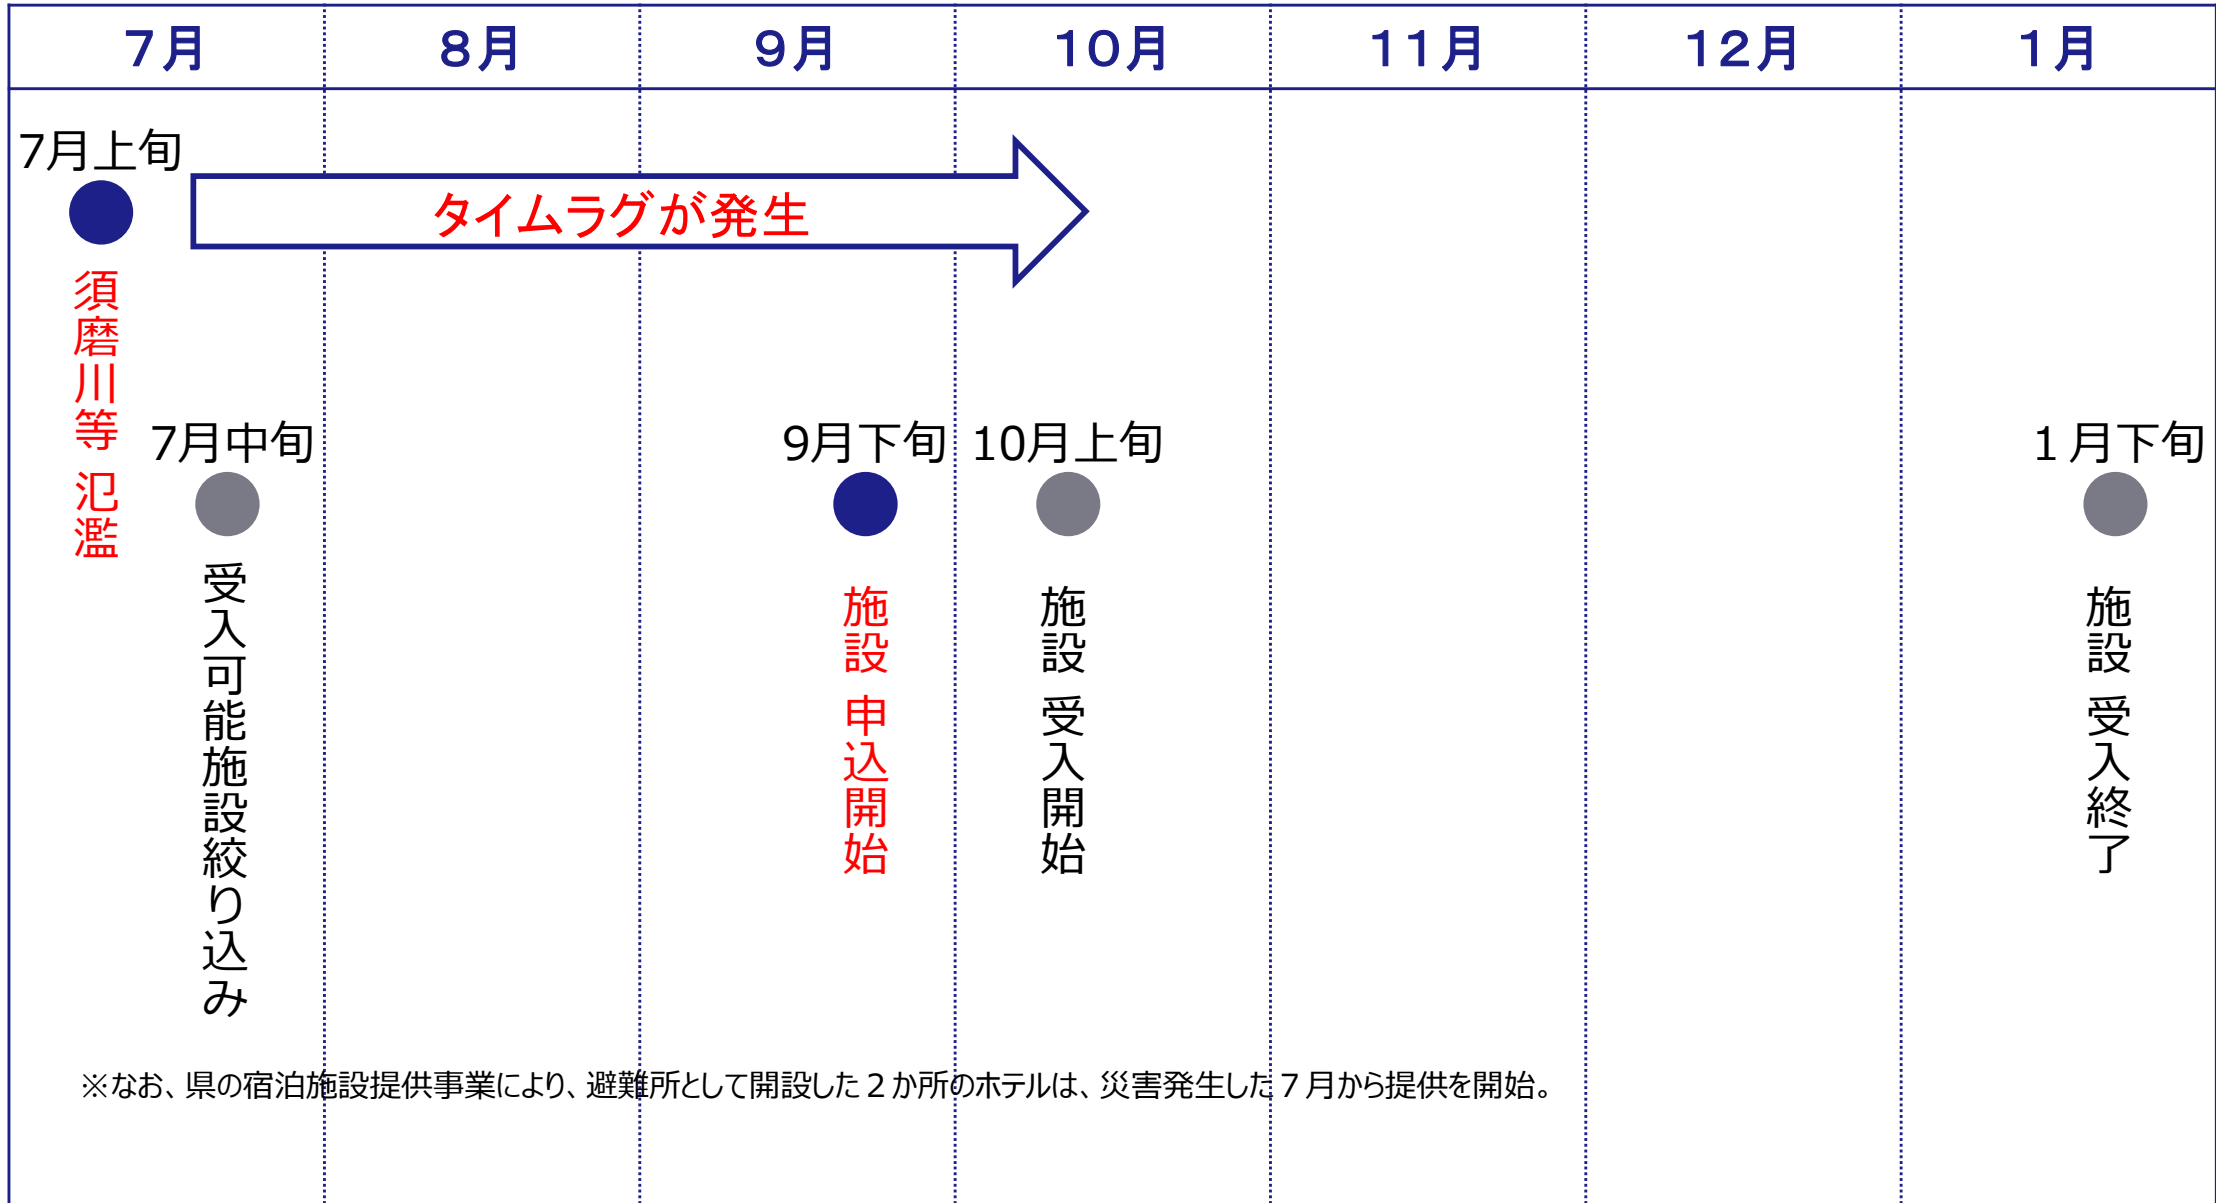 7月
8月
9月
10月
11月
12月
1月
7月上旬
タイムラグが発生
須磨川等 氾濫
7月中旬
受入可能施設絞り込み
9月下旬
施設 申込開始
10月上旬
施設 受入開始
1月下旬
施設 受入終了
※なお、県の宿泊施設提供事業により、避難所として開設した2か所のホテルは、災害発生した7月から提供を開始。